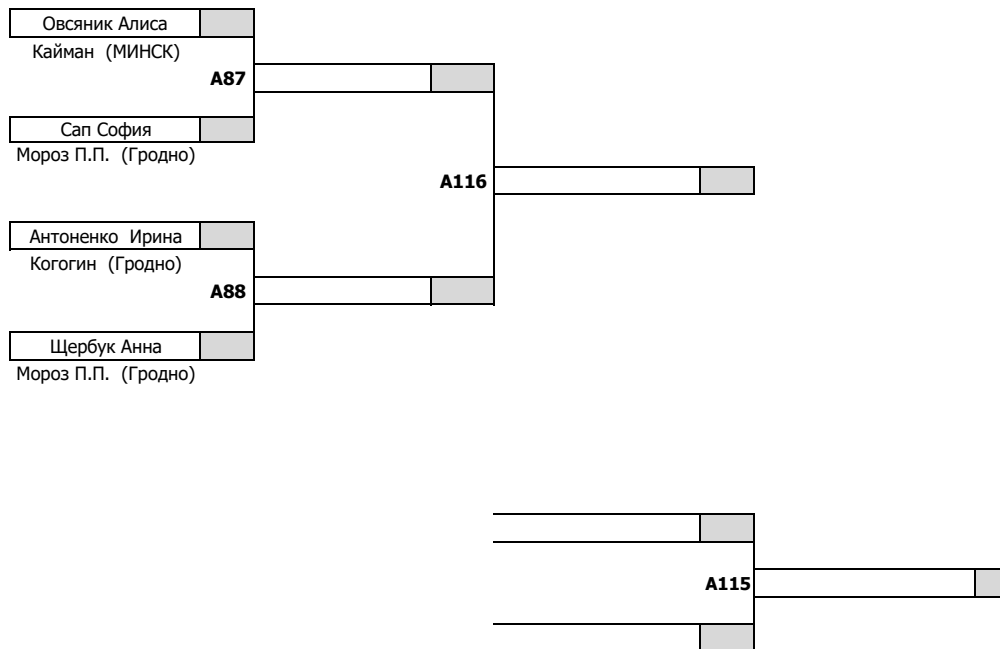 Овсяник Алиса
Кайман (МИНСК)
A87
Сап София
Мороз П.П. (Гродно)
A116
Антоненко Ирина
Когогин (Гродно)
A88
Щербук Анна
Мороз П.П. (Гродно)
A115